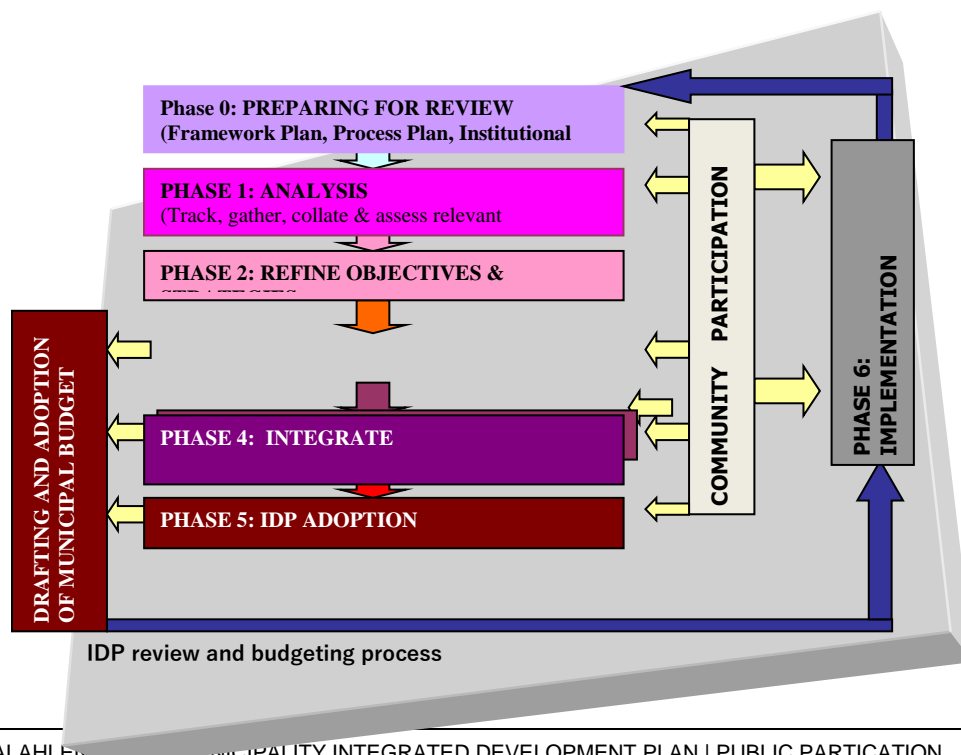 Phase 0: PREPARING FOR REVIEW
(Framework Plan, Process Plan, Institutional
PHASE 1: ANALYSIS
(Track, gather, collate & assess relevant
PHASE 2: REFINE OBJECTIVES &
PHASE 4:  INTEGRATE
PHASE 5: IDP ADOPTION
DRAFTING AND ADOPTION
OF MUNICIPAL BUDGET
COMMUNITY   PARTICIPATION
PHASE 6:
IMPLEMENTATION
IDP review and budgeting process
INTEGRATED DEVELOPMENT PLAN | PUBLIC PARTICATION